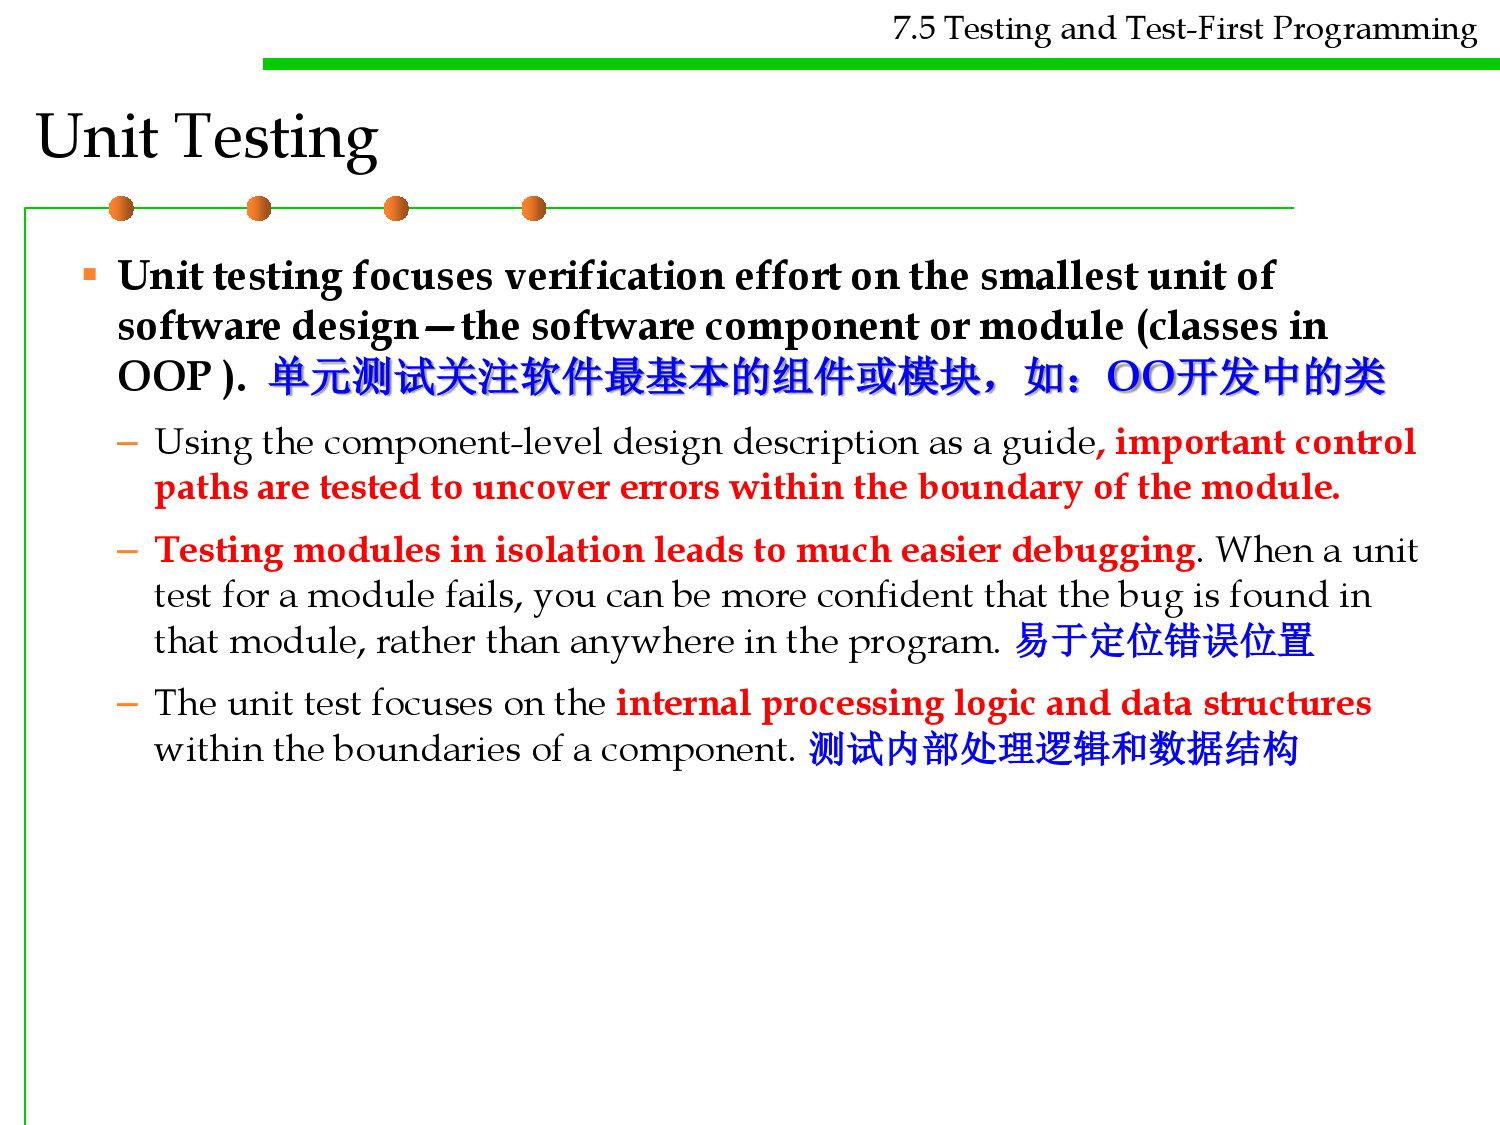 7.5 Testing and Test-First Programming
Unit Testing
Unit testing focuses verification effort on the smallest unit of
software design—the software component or module (classes in
OOP ). 单元测试关注软件最基本的组件或模块，如：OO开发中的类
– Using the component-level design description as a guide, important control
paths are tested to uncover errors within the boundary of the module.
– Testing modules in isolation leads to much easier debugging. When a unit
test for a module fails, you can be more confident that the bug is found in
that module, rather than anywhere in the program. 易于定位错误位置
– The unit test focuses on the internal processing logic and data structures
within the boundaries of a component. 测试内部处理逻辑和数据结构